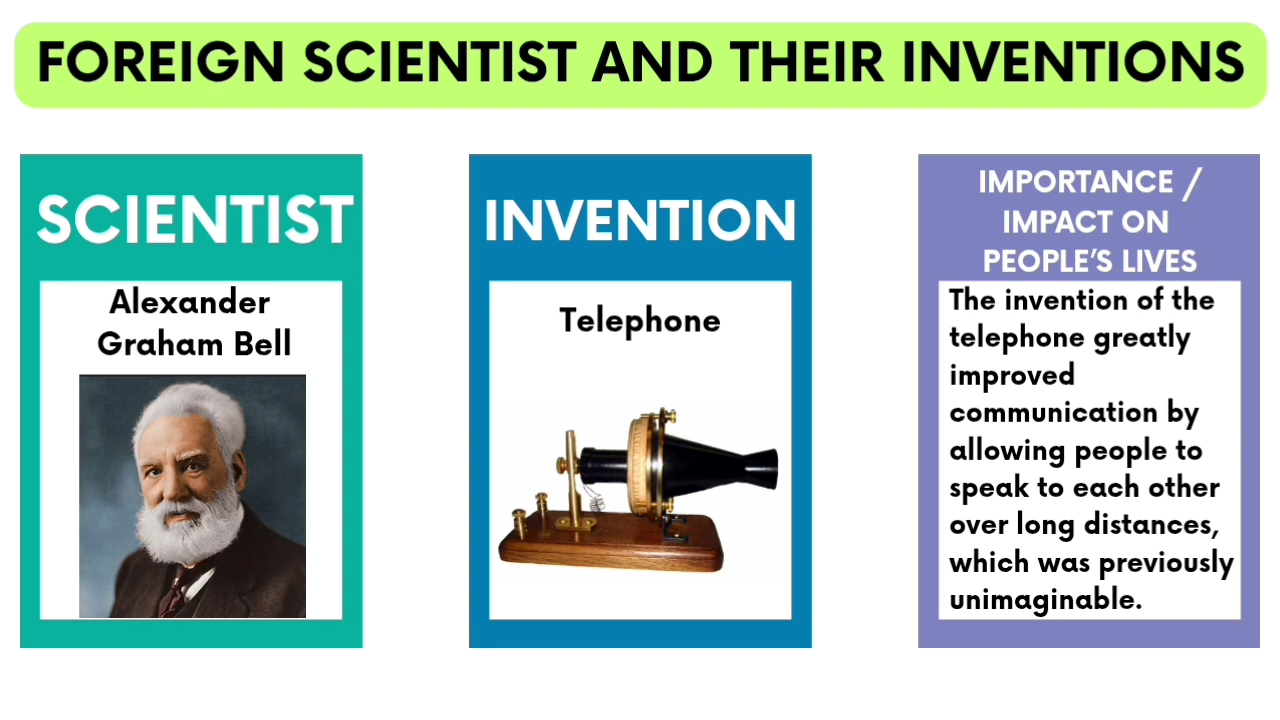 FOREIGN SCIENTIST AND THEIR INVENTIONS
SCIENTIST
Alexander
Graham Bell
INVENTION
Telephone
IMPORTANCE /
IMPACT ON
PEOPLE'S LIVES
The invention of the
telephone greatly
improved
communication by
allowing people to
speak to each other
over long distances,
which was previously
unimaginable.